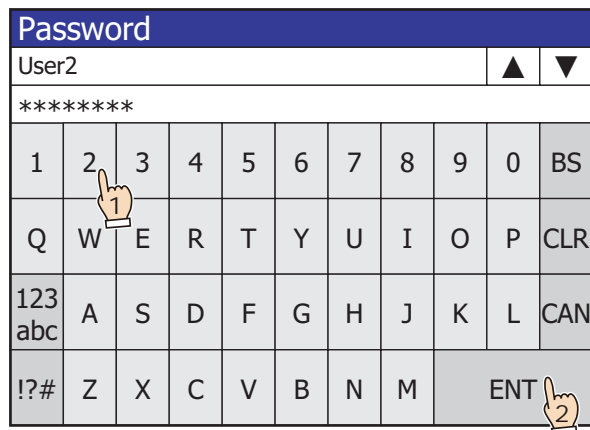 Password
User2 ▲ ▼
********
1 2 3 4 5 6 7 8 9 0 BS
1
Q W E R T Y U I O P CLR
123 abc A S D F G H J K L CAN
!?# Z X C V B N M ENT
2